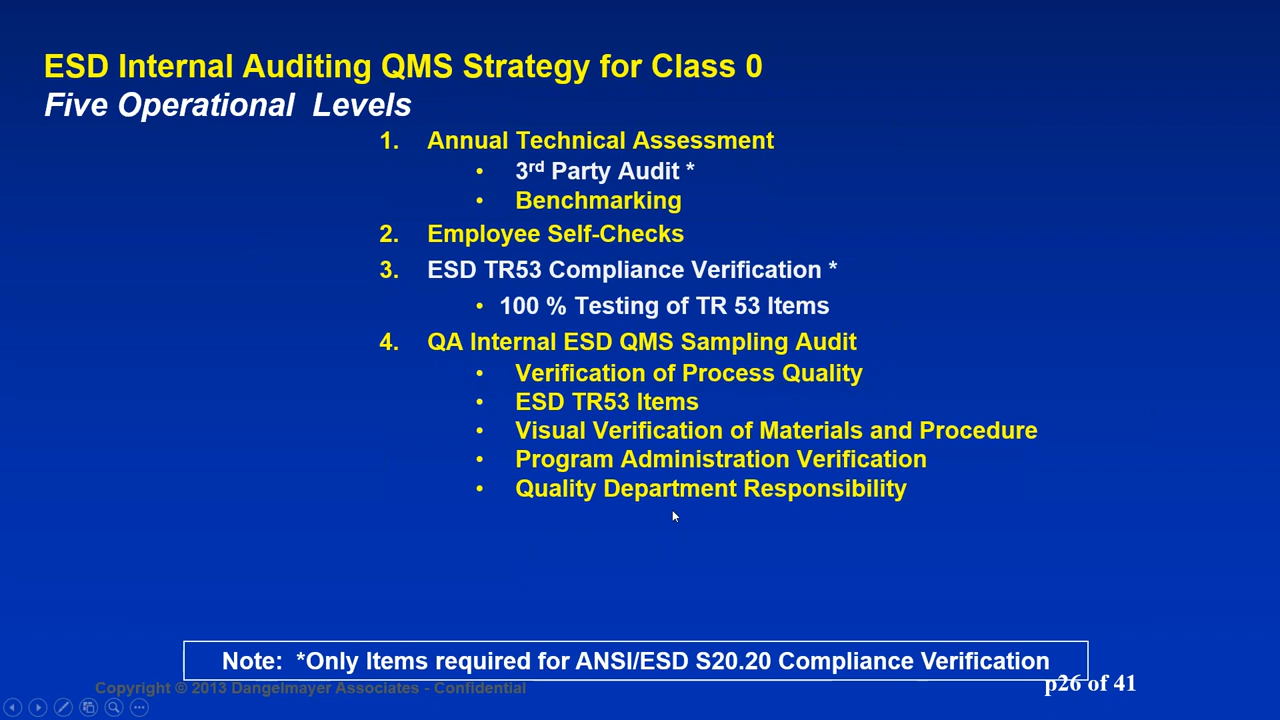 ESD Internal Auditing QMS Strategy for Class 0
Five Operational Levels
1. Annual Technical Assessment
• 3rd Party Audit *
• Benchmarking
2. Employee Self-Checks
3. ESD TR53 Compliance Verification *
• 100 % Testing of TR 53 Items
4. QA Internal ESD QMS Sampling Audit
• Verification of Process Quality
• ESD TR53 Items
• Visual Verification of Materials and Procedure
• Program Administration Verification
• Quality Department Responsibility
Note: *Only Items required for ANSI/ESD S20.20 Compliance Verification
Copyright © 2013 Dangelmayer Associates - Confidential
p26 of 41